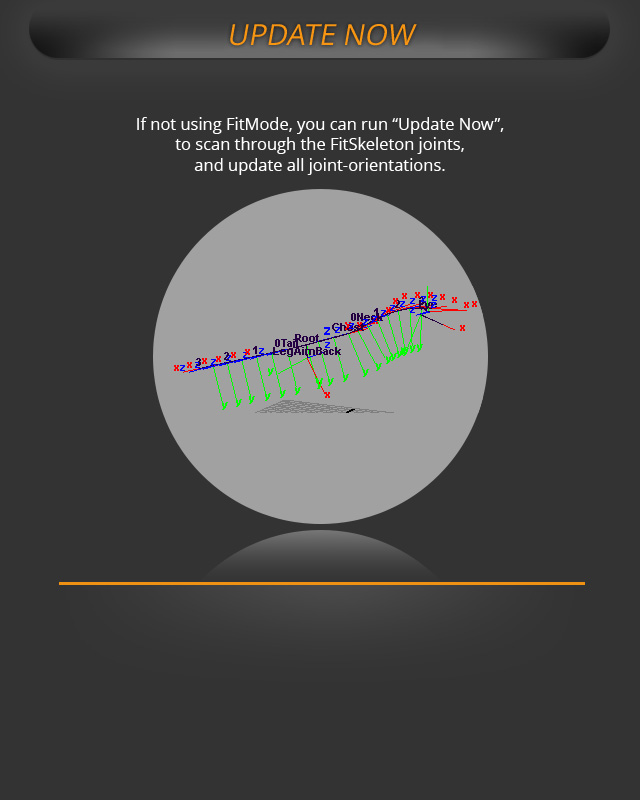 UPDATE NOW
If not using FitMode, you can run “Update Now”,
to scan through the FitSkeleton joints,
and update all joint-orientations.
0Neck
Chest
Root
0Tail
LegAimBack